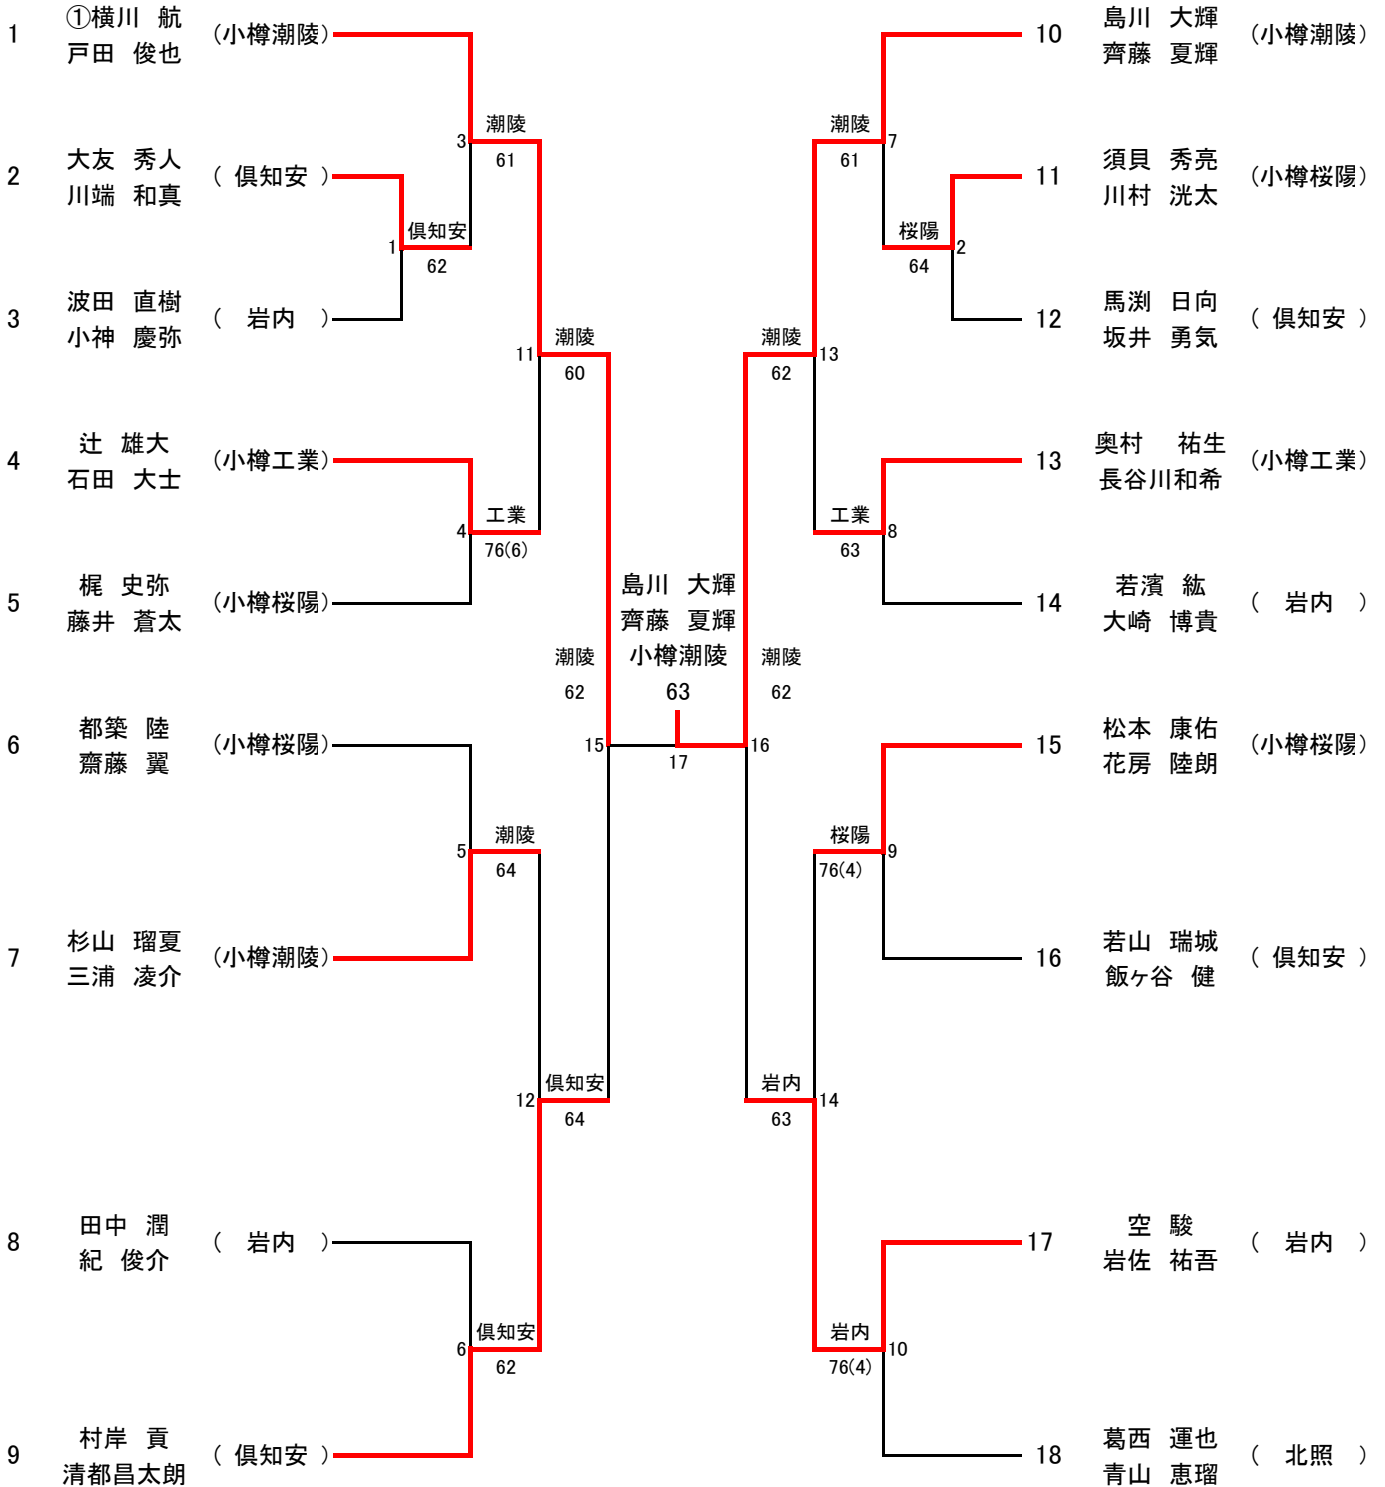 1 ①横川 航 (小樽潮陵)
戸田 俊也
2 大友 秀人 ( 倶知安 )
川端 和真
3 波田 直樹 ( 岩内 )
小神 慶弥
4 辻 雄大 (小樽工業)
石田 大士
5 梶 史弥 (小樽桜陽)
藤井 蒼太
6 都築 陸 (小樽桜陽)
齋藤 翼
7 杉山 瑠夏 (小樽潮陵)
三浦 凌介
8 田中 潤 ( 岩内 )
紀 俊介
9 村岸 貢 ( 倶知安 )
清都昌太朗
3 潮陵
61
1 倶知安
62
11 潮陵
60
4 工業
76(6)
潮陵
62
15
5 潮陵
64
12 倶知安
64
6 倶知安
62
島川 大輝
齊藤 夏輝
小樽潮陵
63
17
潮陵 7
61
桜陽 2
64
潮陵 13
62
工業 8
63
潮陵
62
16
桜陽 9
76(4)
岩内 14
63
岩内 10
76(4)
10 島川 大輝 (小樽潮陵)
齊藤 夏輝
11 須貝 秀亮 (小樽桜陽)
川村 洸太
12 馬渕 日向 ( 倶知安 )
坂井 勇気
13 奥村 祐生 (小樽工業)
長谷川和希
14 若濱 紘 ( 岩内 )
大崎 博貴
15 松本 康佑 (小樽桜陽)
花房 陸朗
16 若山 瑞城 ( 倶知安 )
飯ヶ谷 健
17 空 駿 ( 岩内 )
岩佐 祐吾
18 葛西 運也 ( 北照 )
青山 恵瑠